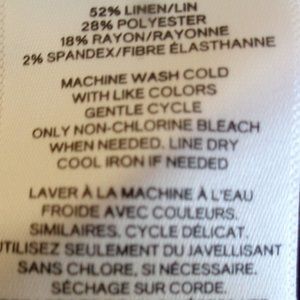 52% LINEN/LIN
28% POLYESTER
18% RAYON/RAYONNE
2% SPANDEX/FIBRE ÉLASTHANNE
MACHINE WASH COLD
WITH LIKE COLORS
GENTLE CYCLE
ONLY NON-CHLORINE BLEACH
WHEN NEEDED. LINE DRY
COOL IRON IF NEEDED
LAVER À LA MACHINE À L'EAU
FROIDE AVEC COULEURS.
SIMILAIRES. CYCLE DÉLICAT.
UTILISEZ SEULEMENT DU JAVELLISANT
SANS CHLORE, SI NÉCESSAIRE.
SÉCHAGE SUR CORDE.